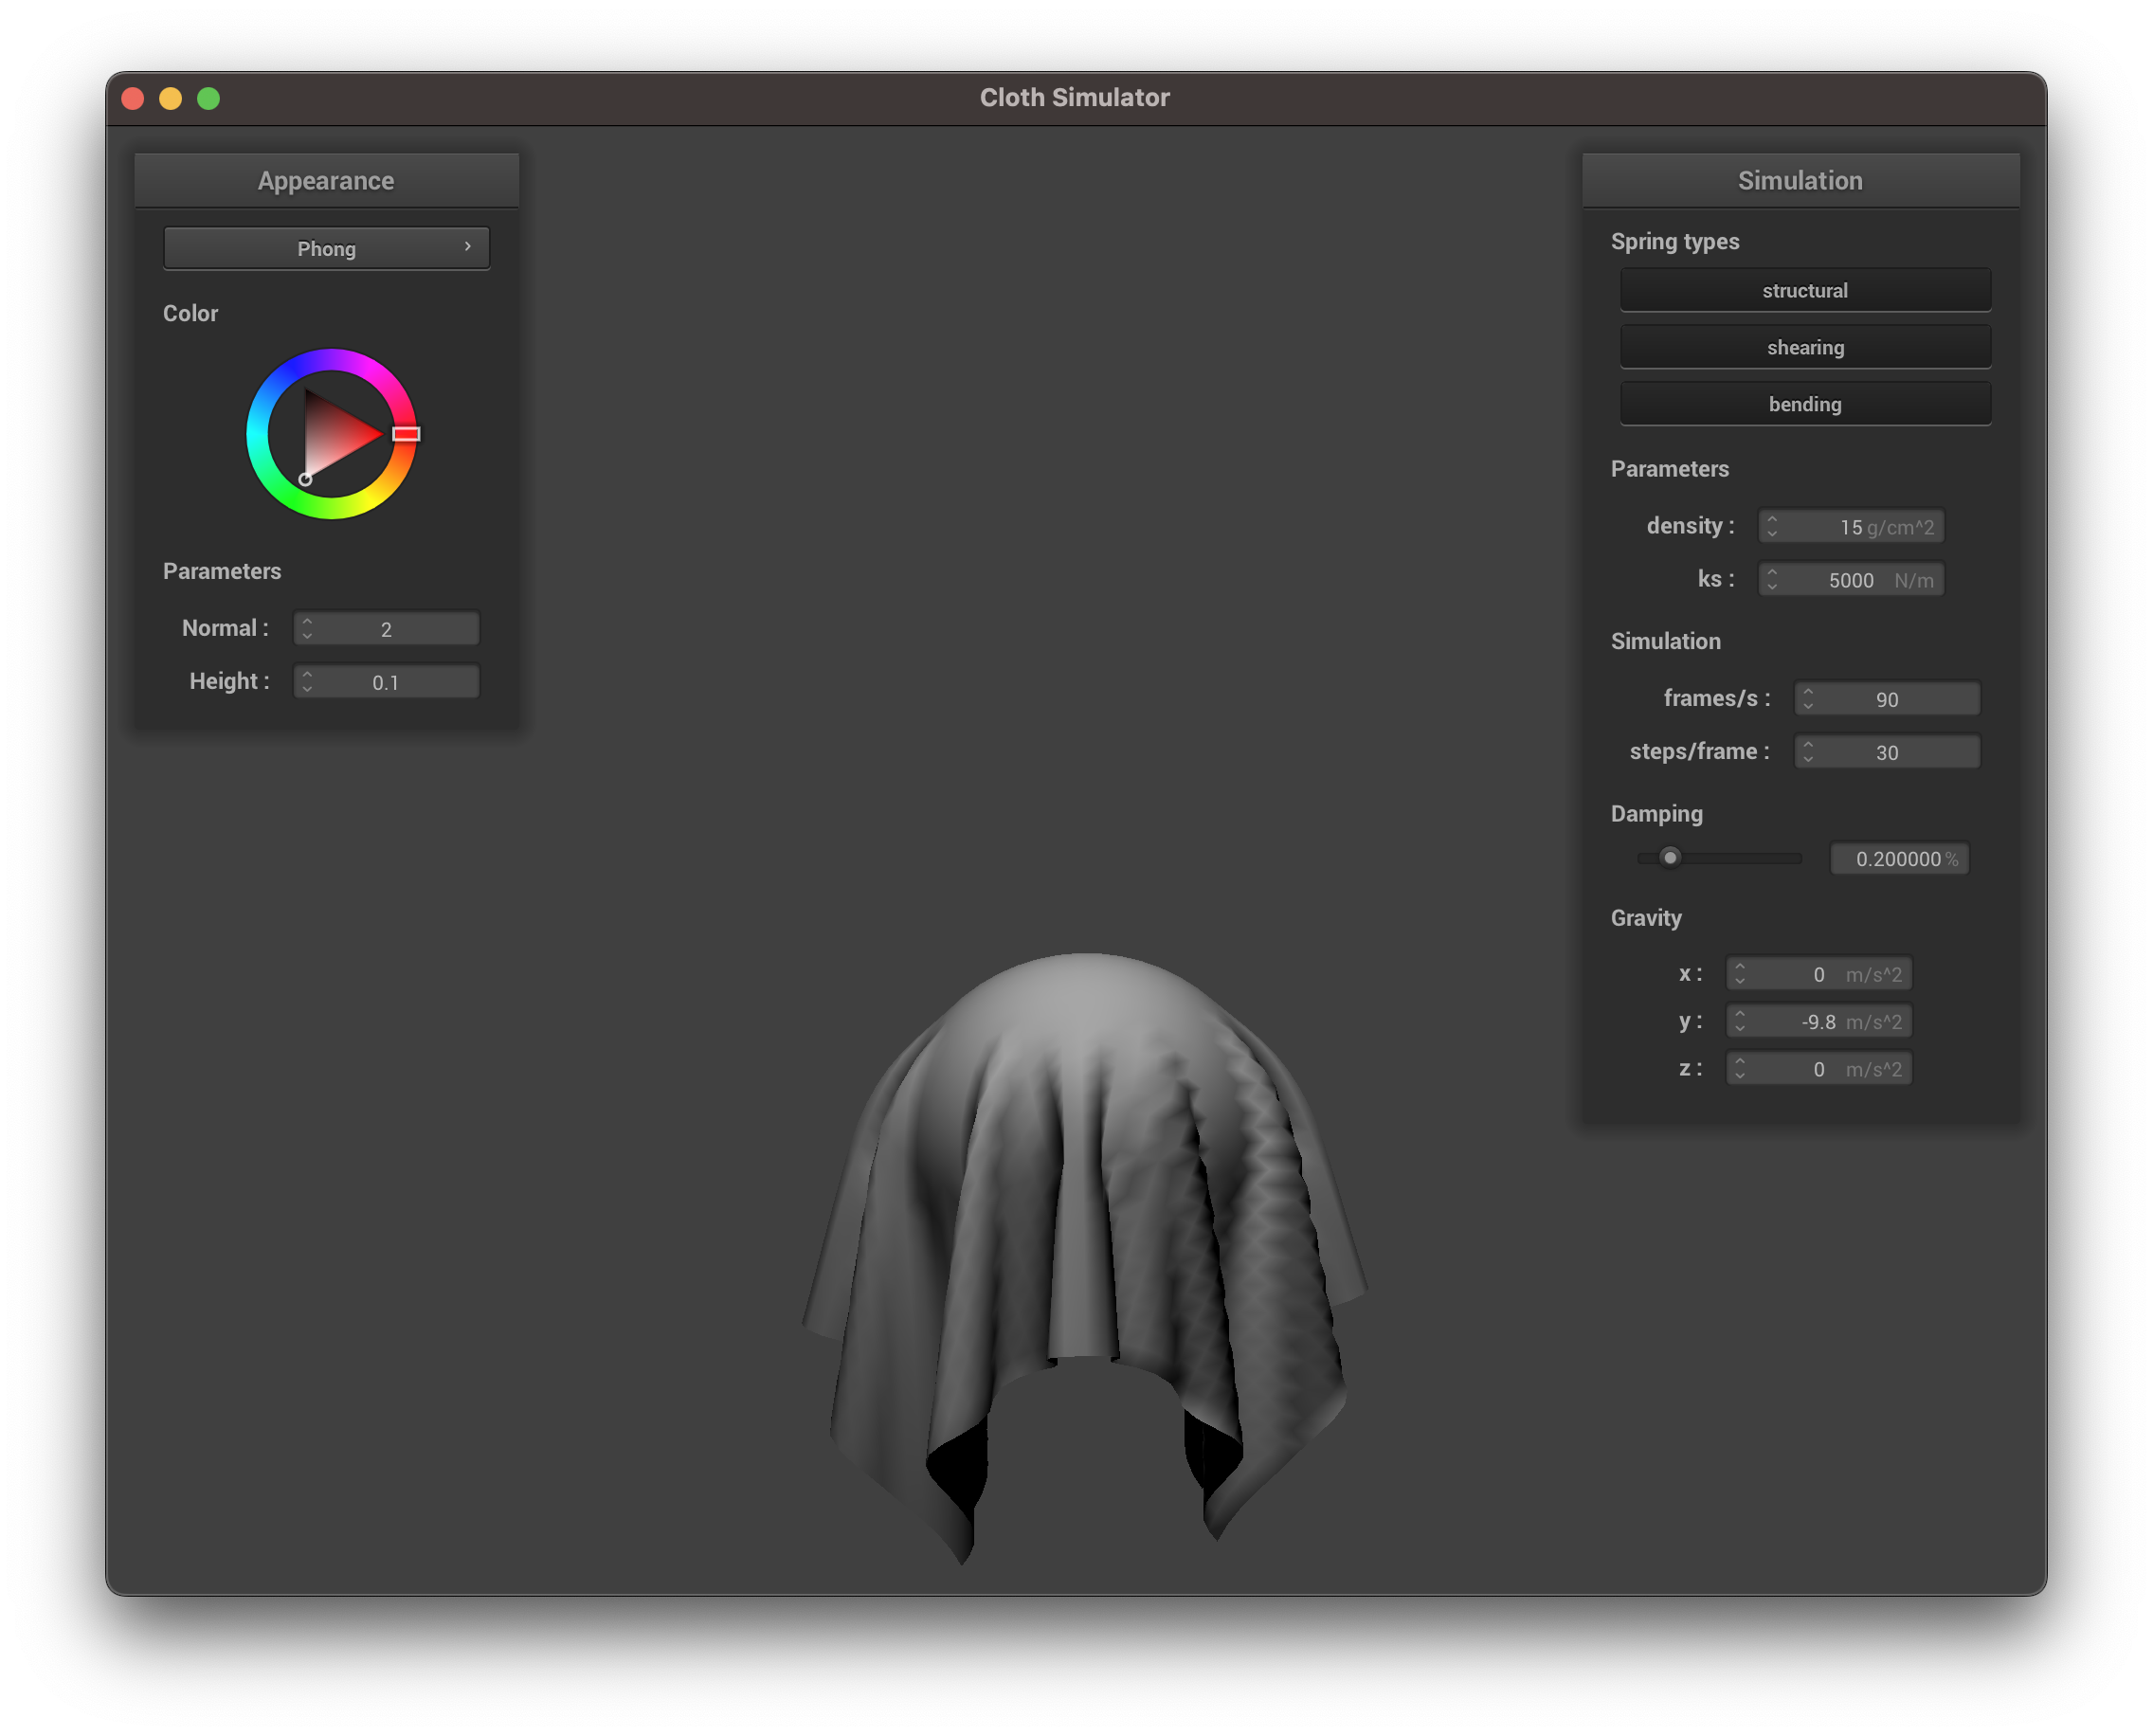 Cloth Simulator
Appearance
Phong
Color
Parameters
Normal : 2
Height : 0.1
Simulation
Spring types
structural
shearing
bending
Parameters
density : 15 g/cm^2
ks : 5000 N/m
Simulation
frames/s : 90
steps/frame : 30
Damping
0.200000 %
Gravity
x : 0 m/s^2
y : -9.8 m/s^2
z : 0 m/s^2